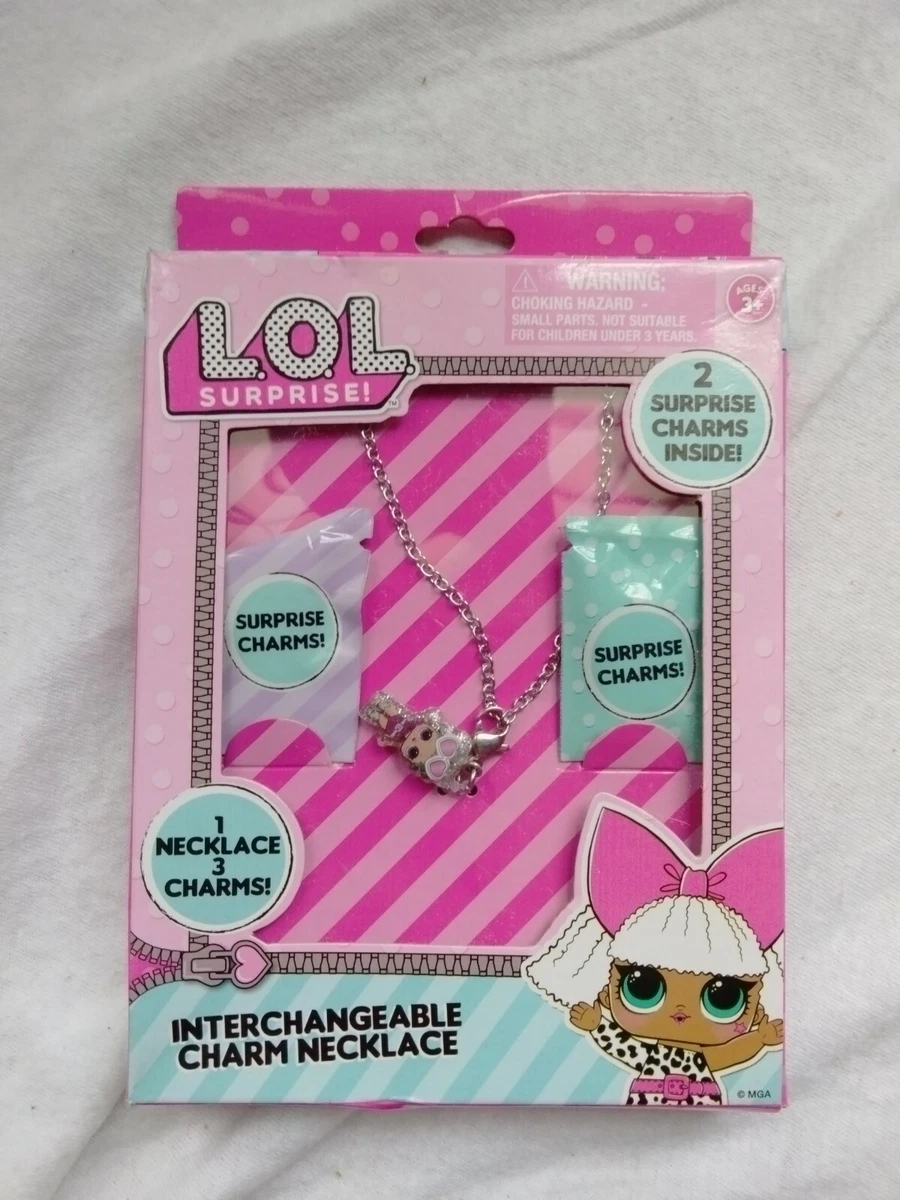 WARNING:
CHOKING HAZARD -
SMALL PARTS. NOT SUITABLE
FOR CHILDREN UNDER 3 YEARS.
AGES
3+
L.O.L.
SURPRISE!
TM
2
SURPRISE
CHARMS
INSIDE!
SURPRISE
CHARMS!
SURPRISE
CHARMS!
1
NECKLACE
3
CHARMS!
INTERCHANGEABLE
CHARM NECKLACE
© MGA